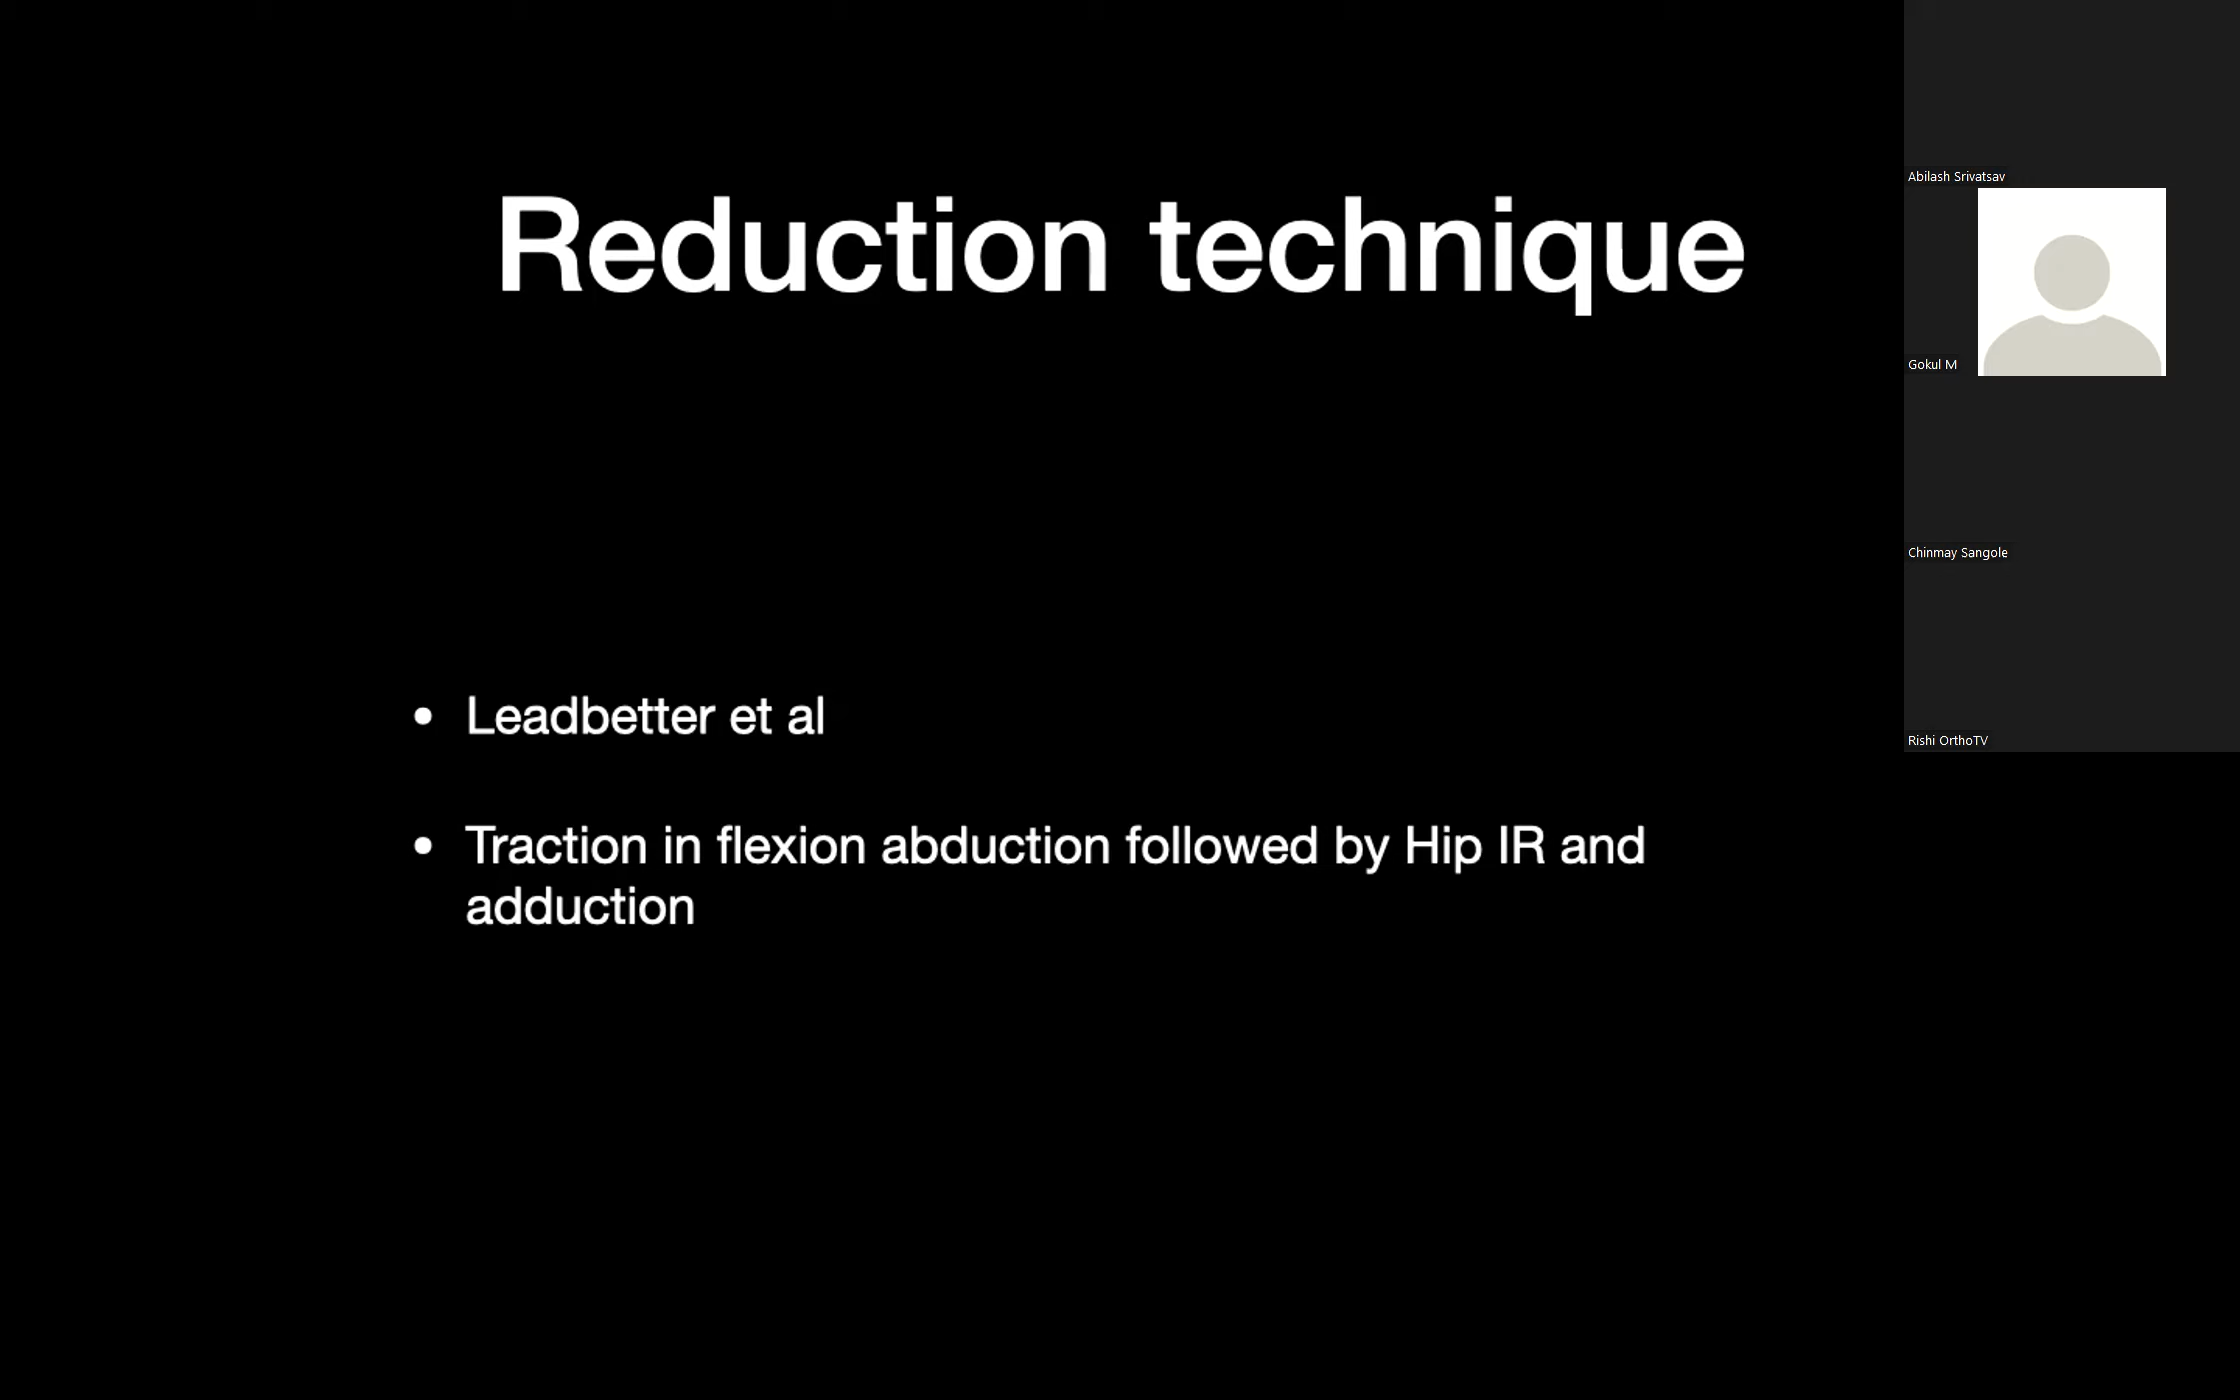 Reduction technique
• Leadbetter et al
• Traction in flexion abduction followed by Hip IR and
adduction
Abilash Srivatsav
Gokul M
Chinmay Sangole
Rishi OrthoTV